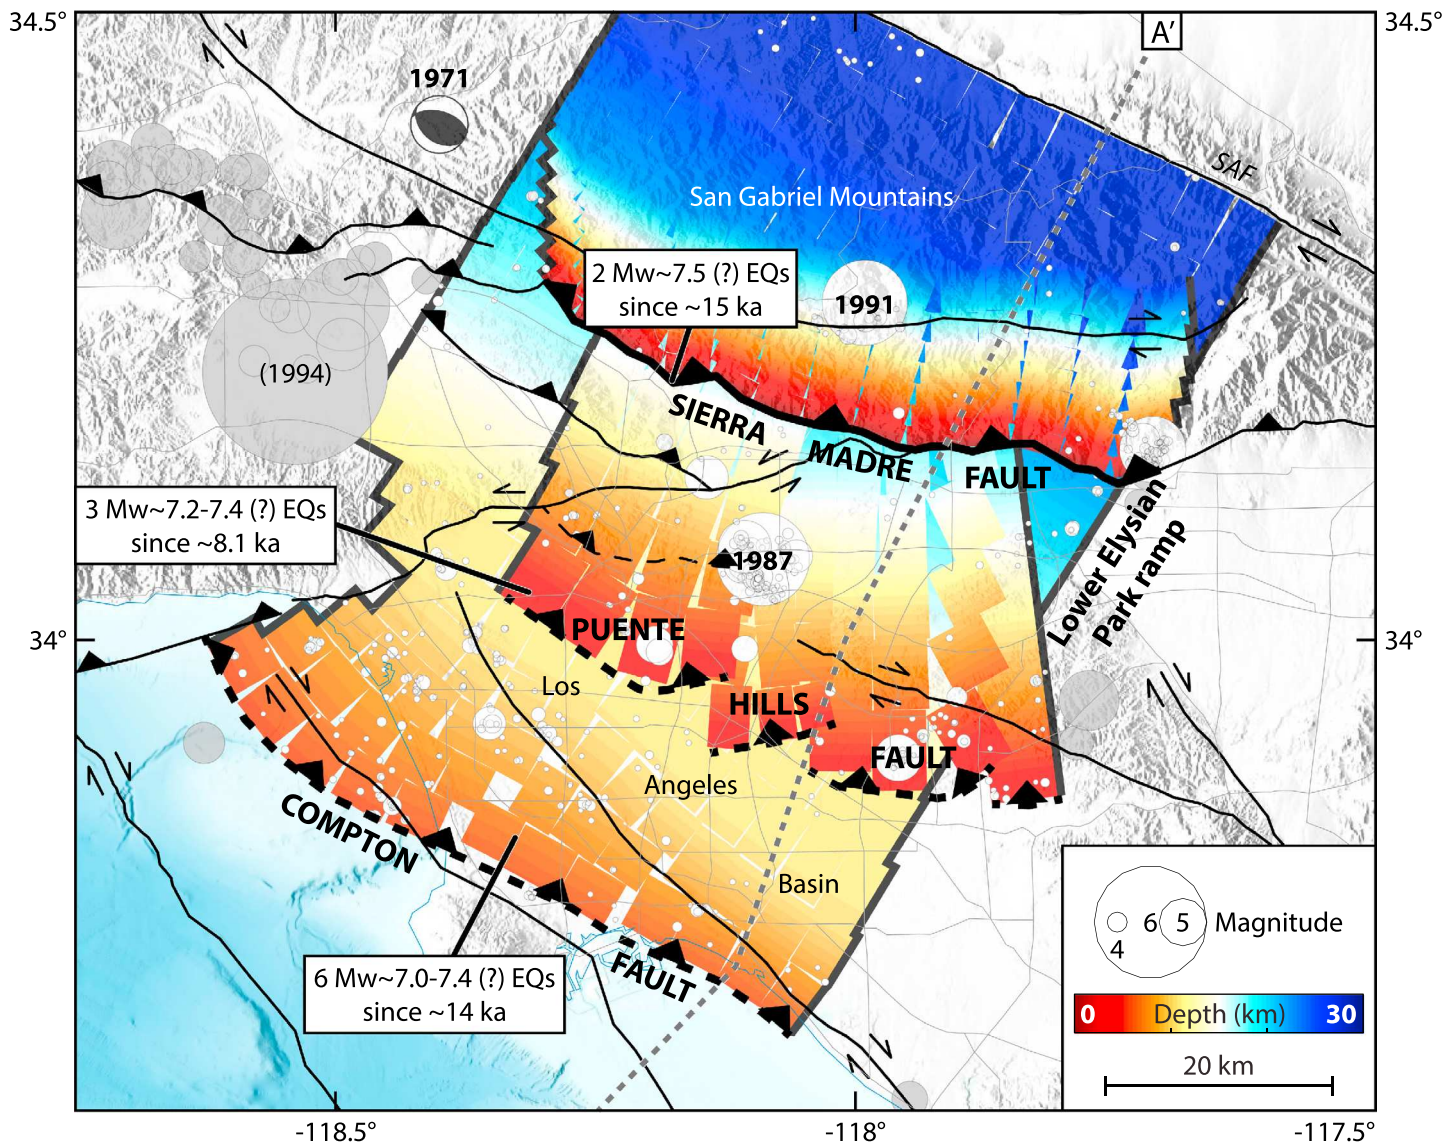 34.5°
34.5°
A'
1971
SAF
San Gabriel Mountains
2 Mw~7.5 (?) EQs
since ~15 ka
1991
(1994)
SIERRA
MADRE
FAULT
3 Mw~7.2-7.4 (?) EQs
since ~8.1 ka
1987
Lower Elysian
Park ramp
34°
34°
PUENTE
HILLS
FAULT
Los
Angeles
Basin
COMPTON
FAULT
6 Mw~7.0-7.4 (?) EQs
since ~14 ka
4
6
5
Magnitude
0
Depth (km)
30
20 km
-118.5°
-118°
-117.5°